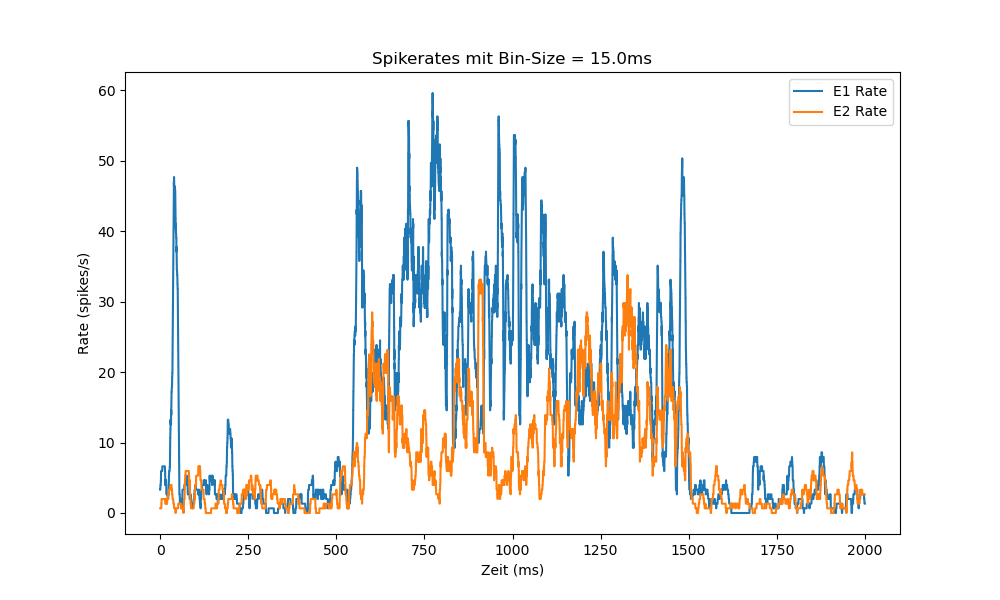 Spikerates mit Bin-Size = 15.0ms
E1 Rate
E2 Rate
Rate (spikes/s)
60
50
40
30
20
10
0
0 250 500 750 1000 1250 1500 1750 2000
Zeit (ms)